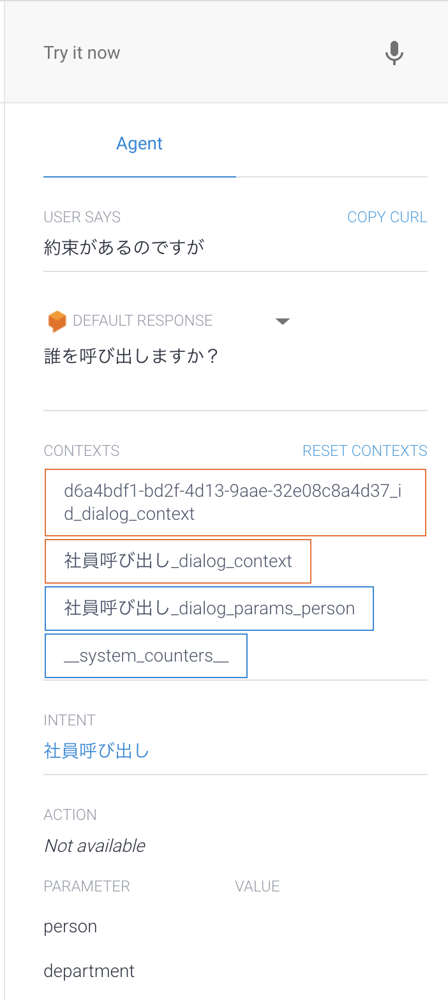 Try it now
Agent
USER SAYS COPY CURL
約束があるのですが
DEFAULT RESPONSE
誰を呼び出しますか？
CONTEXTS RESET CONTEXTS
d6a4bdf1-bd2f-4d13-9aae-32e08c8a4d37_i
d_dialog_context
社員呼び出し_dialog_context
社員呼び出し_dialog_params_person
__system_counters__
INTENT
社員呼び出し
ACTION
Not available
PARAMETER VALUE
person
department